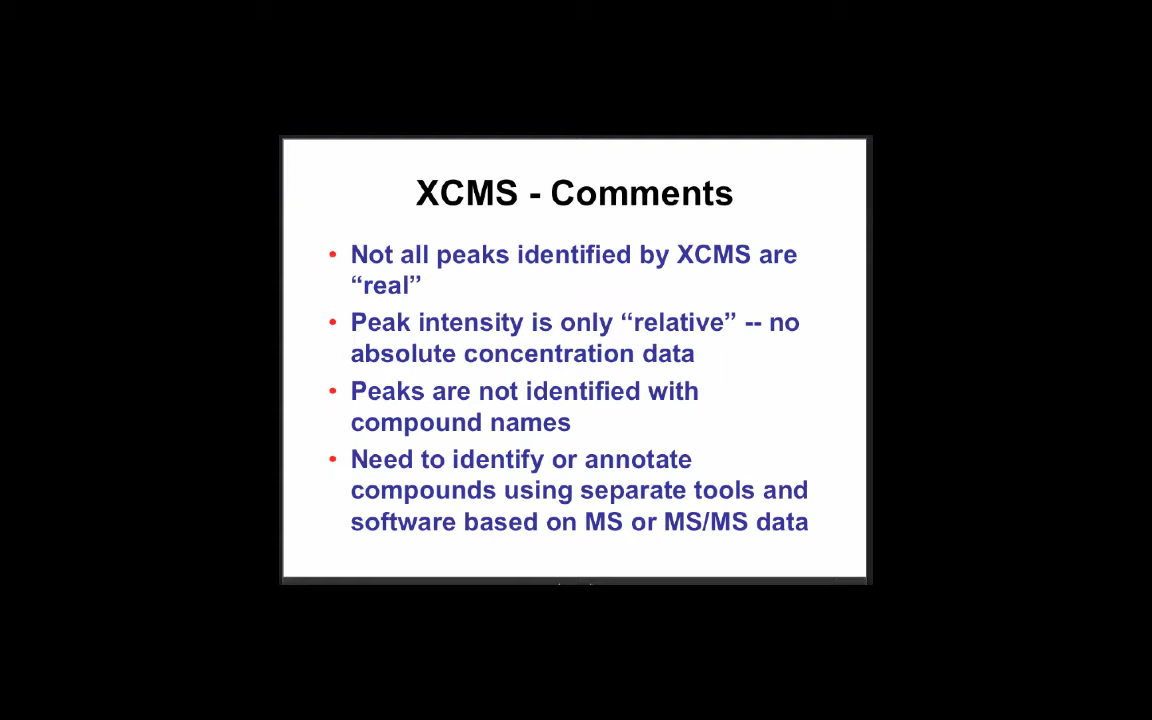 XCMS - Comments
• Not all peaks identified by XCMS are
“real”
• Peak intensity is only “relative” -- no
absolute concentration data
• Peaks are not identified with
compound names
• Need to identify or annotate
compounds using separate tools and
software based on MS or MS/MS data